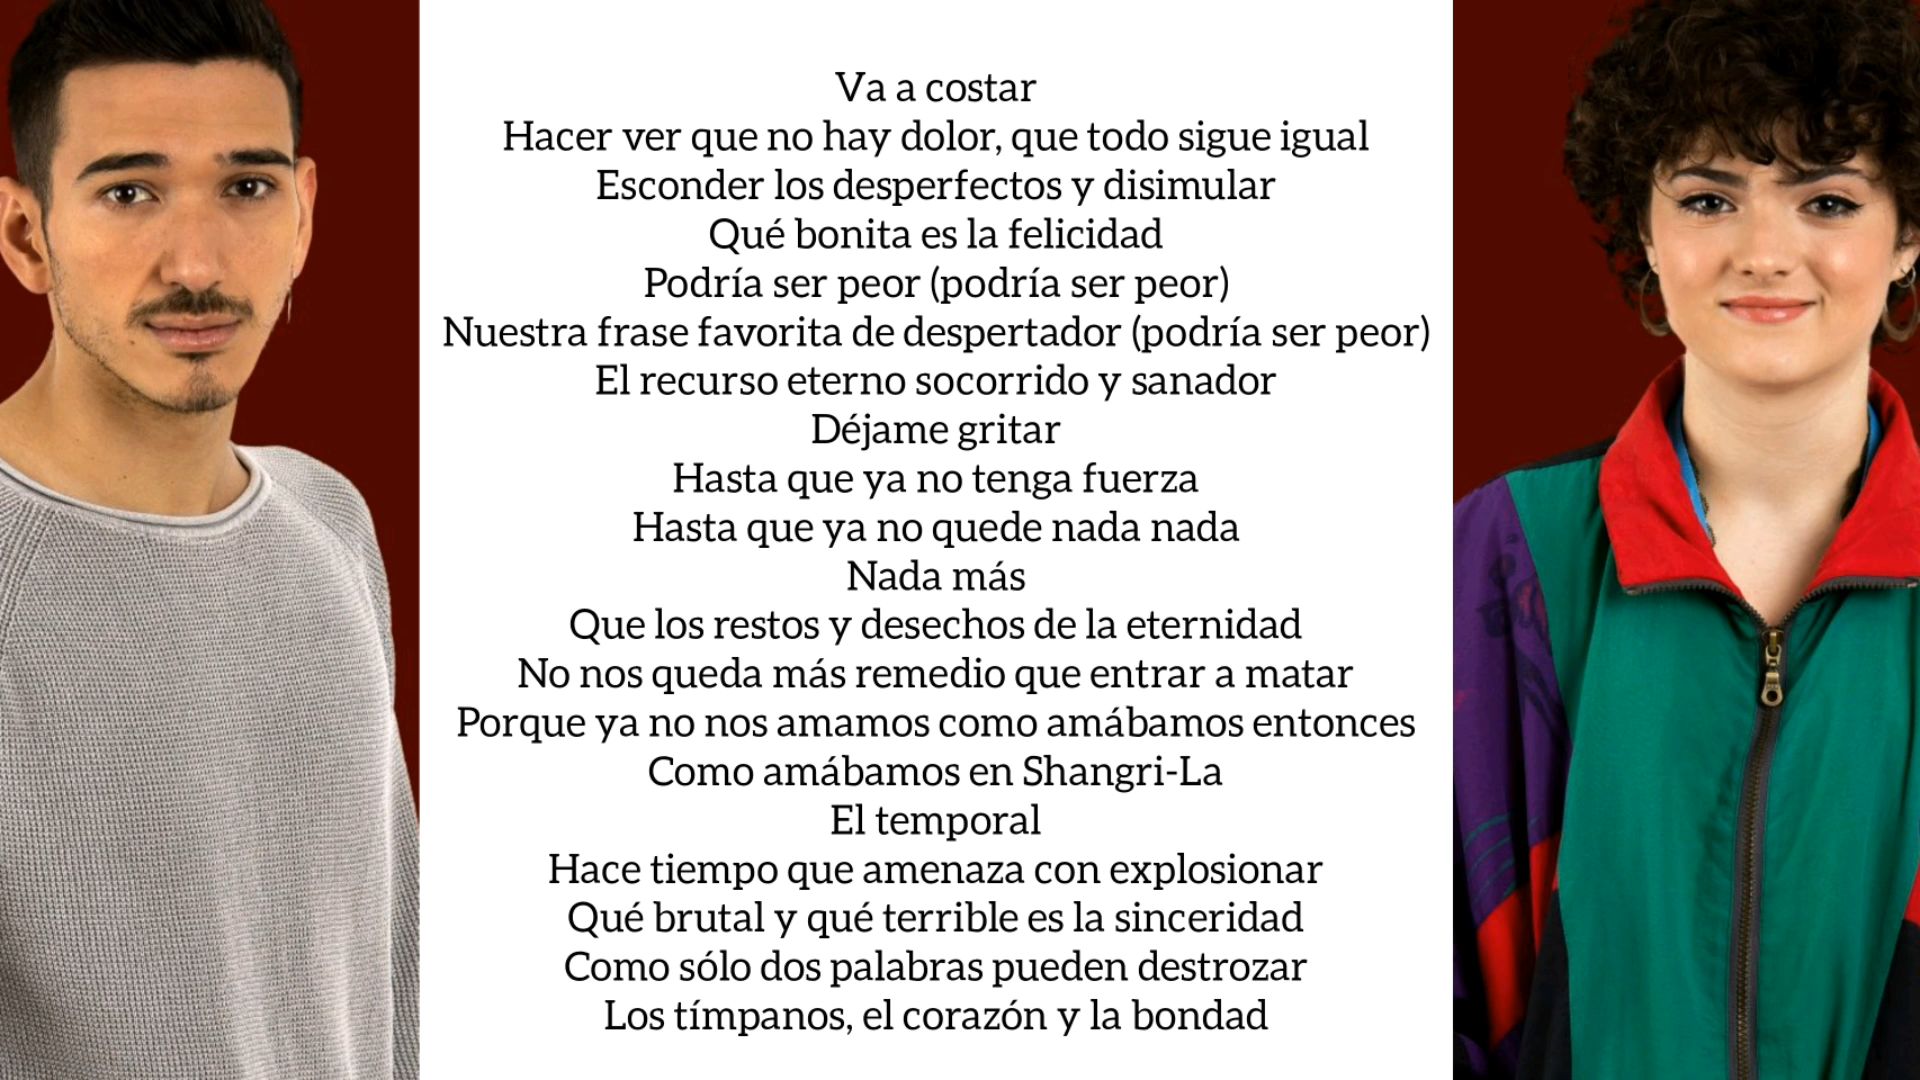 Va a costar
Hacer ver que no hay dolor, que todo sigue igual
Esconder los desperfectos y disimular
Qué bonita es la felicidad
Podría ser peor (podría ser peor)
Nuestra frase favorita de despertador (podría ser peor)
El recurso eterno socorrido y sanador
Déjame gritar
Hasta que ya no tenga fuerza
Hasta que ya no quede nada nada
Nada más
Que los restos y desechos de la eternidad
No nos queda más remedio que entrar a matar
Porque ya no nos amamos como amábamos entonces
Como amábamos en Shangri-La
El temporal
Hace tiempo que amenaza con explosionar
Qué brutal y qué terrible es la sinceridad
Como sólo dos palabras pueden destrozar
Los tímpanos, el corazón y la bondad